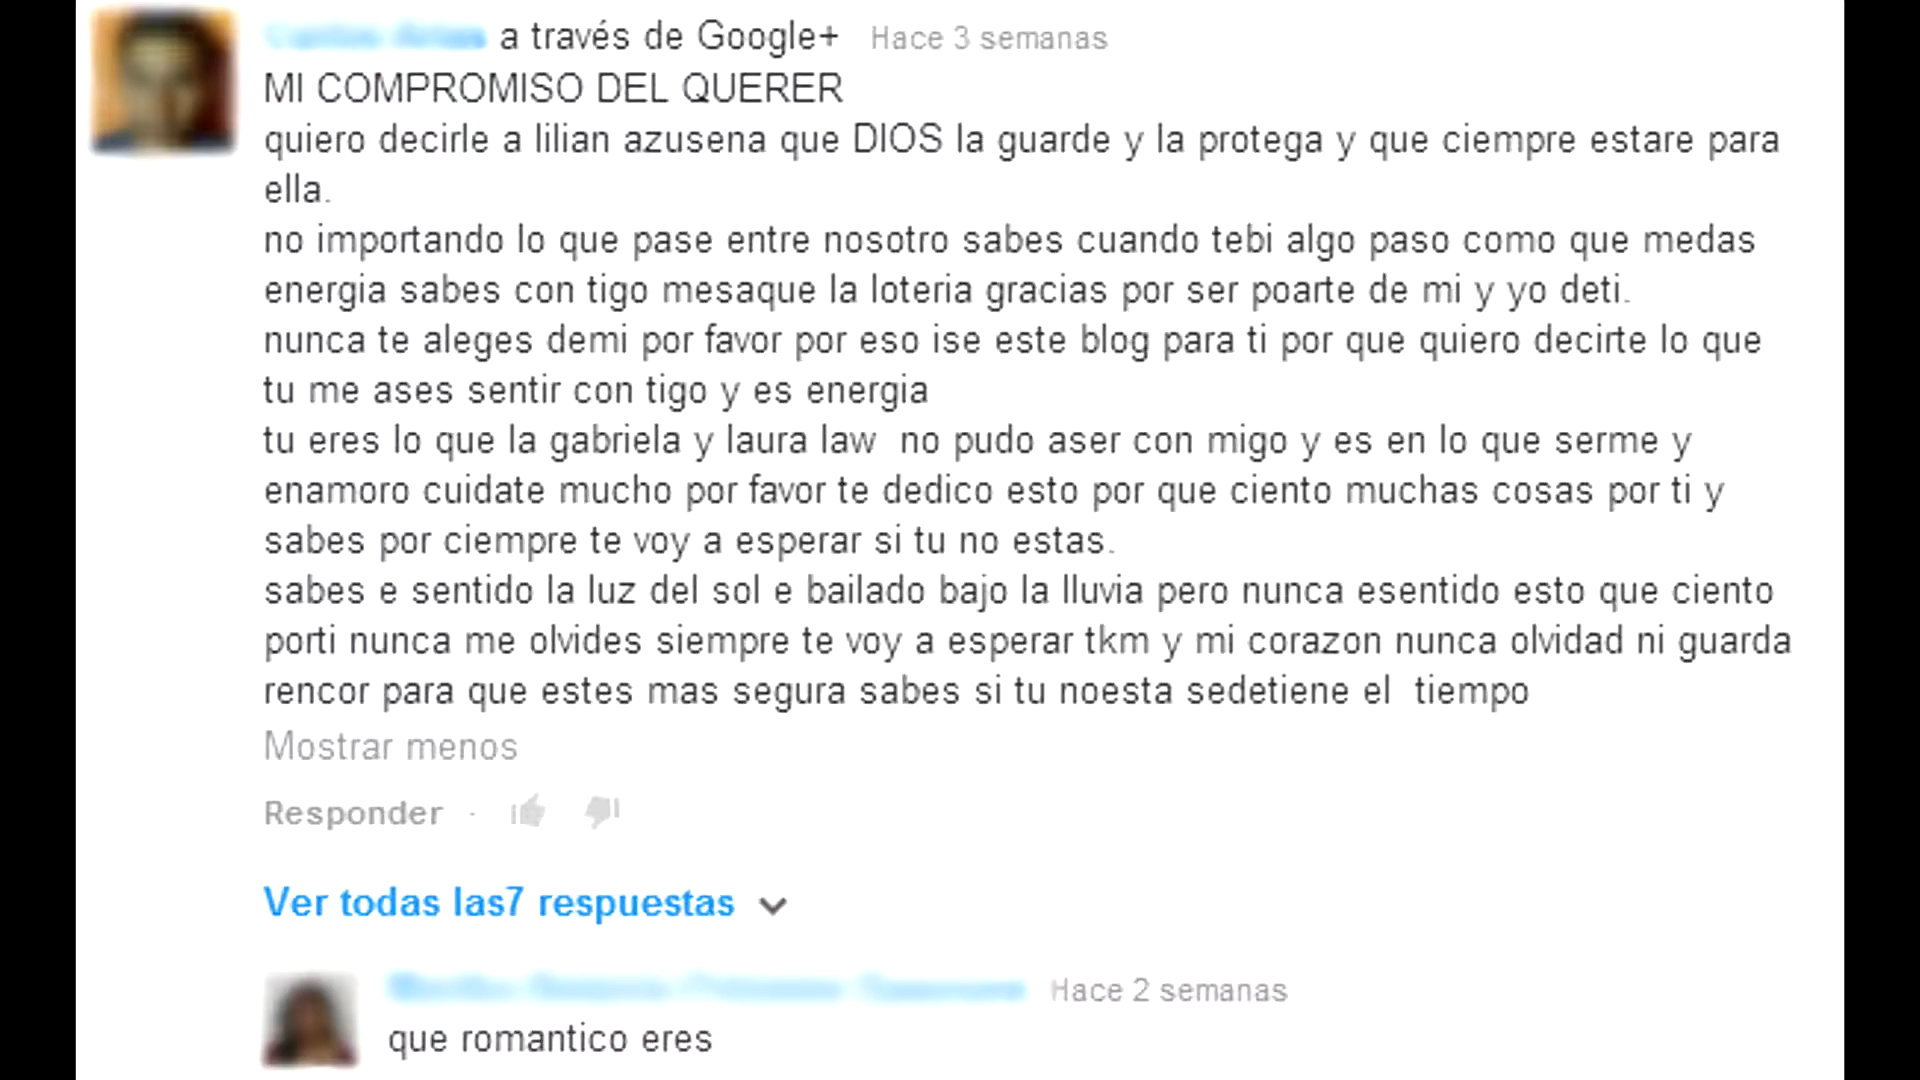 a través de Google+ Hace 3 semanas
MI COMPROMISO DEL QUERER
quiero decirle a lilian azusena que DIOS la guarde y la protega y que ciempre estare para
ella.
no importando lo que pase entre nosotro sabes cuando tebi algo paso como que medas
energia sabes con tigo mesaque la loteria gracias por ser poarte de mi y yo deti.
nunca te aleges demi por favor por eso ise este blog para ti por que quiero decirte lo que
tu me ases sentir con tigo y es energia
tu eres lo que la gabriela y laura law no pudo aser con migo y es en lo que serme y
enamoro cuidate mucho por favor te dedico esto por que ciento muchas cosas por ti y
sabes por ciempre te voy a esperar si tu no estas.
sabes e sentido la luz del sol e bailado bajo la lluvia pero nunca esentido esto que ciento
porti nunca me olvides siempre te voy a esperar tkm y mi corazon nunca olvidad ni guarda
rencor para que estes mas segura sabes si tu noesta sedetiene el tiempo
Mostrar menos
Responder ·
Ver todas las7 respuestas
Hace 2 semanas
que romantico eres